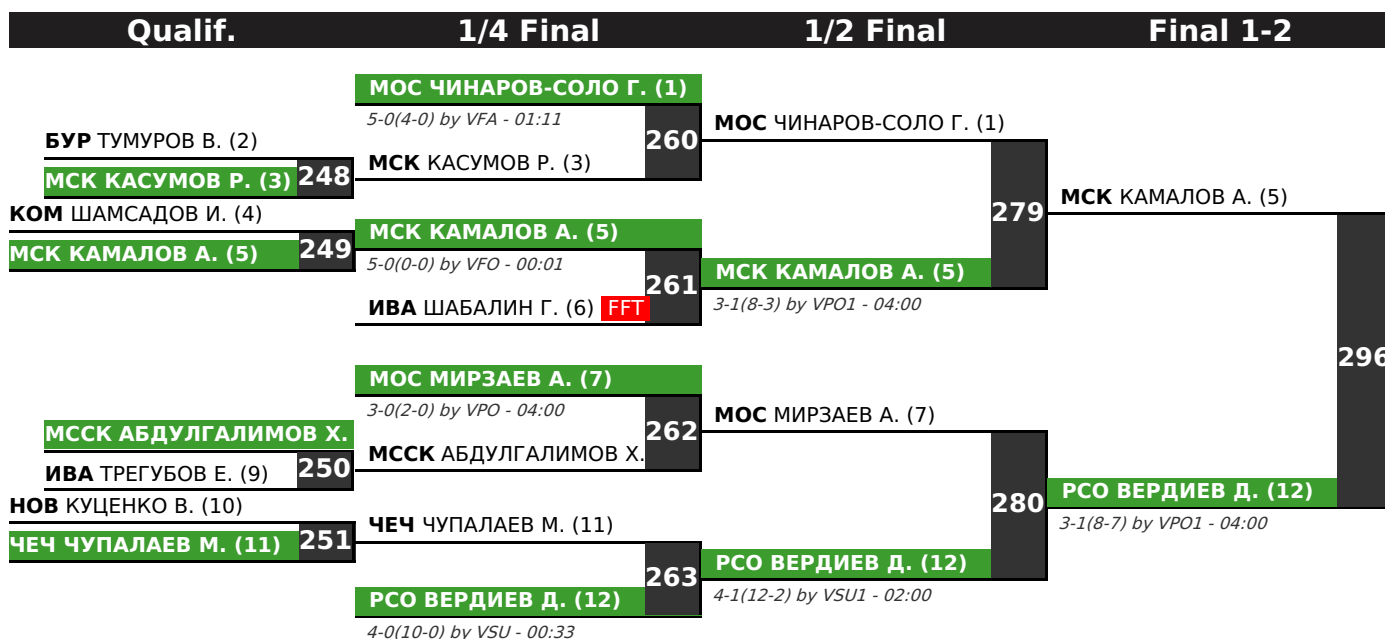 Qualif.
1/4 Final
1/2 Final
Final 1-2
БУР ТУМУРОВ В. (2)
МСК КАСУМОВ Р. (3)
248
КОМ ШАМСАДОВ И. (4)
МСК КАМАЛОВ А. (5)
249
МССК АБДУЛГАЛИМОВ Х.
ИВА ТРЕГУБОВ Е. (9)
250
НОВ КУЦЕНКО В. (10)
ЧЕЧ ЧУПАЛАЕВ М. (11)
251
МОС ЧИНАРОВ-СОЛО Г. (1)
5-0(4-0) by VFA - 01:11
260
МСК КАСУМОВ Р. (3)
МСК КАМАЛОВ А. (5)
5-0(0-0) by VFO - 00:01
261
ИВА ШАБАЛИН Г. (6) FFT
МОС МИРЗАЕВ А. (7)
3-0(2-0) by VPO - 04:00
262
МССК АБДУЛГАЛИМОВ Х.
ЧЕЧ ЧУПАЛАЕВ М. (11)
263
РСО ВЕРДИЕВ Д. (12)
4-0(10-0) by VSU - 00:33
МОС ЧИНАРОВ-СОЛО Г. (1)
279
МСК КАМАЛОВ А. (5)
3-1(8-3) by VPO1 - 04:00
МОС МИРЗАЕВ А. (7)
280
РСО ВЕРДИЕВ Д. (12)
4-1(12-2) by VSU1 - 02:00
МСК КАМАЛОВ А. (5)
296
РСО ВЕРДИЕВ Д. (12)
3-1(8-7) by VPO1 - 04:00